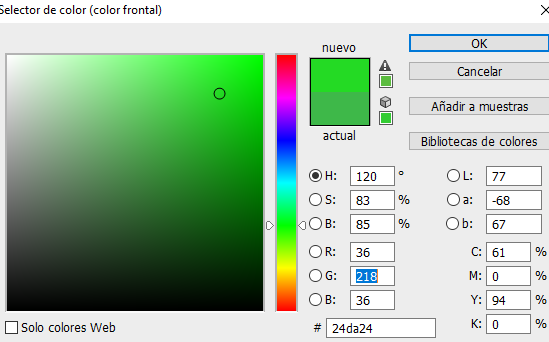 Selector de color (color frontal)
nuevo
actual
OK
Cancelar
Añadir a muestras
Bibliotecas de colores
H: 120 °
S: 83 %
B: 85 %
R: 36
G: 218
B: 36
# 24da24
L: 77
a: -68
b: 67
C: 61 %
M: 0 %
Y: 94 %
K: 0 %
Solo colores Web